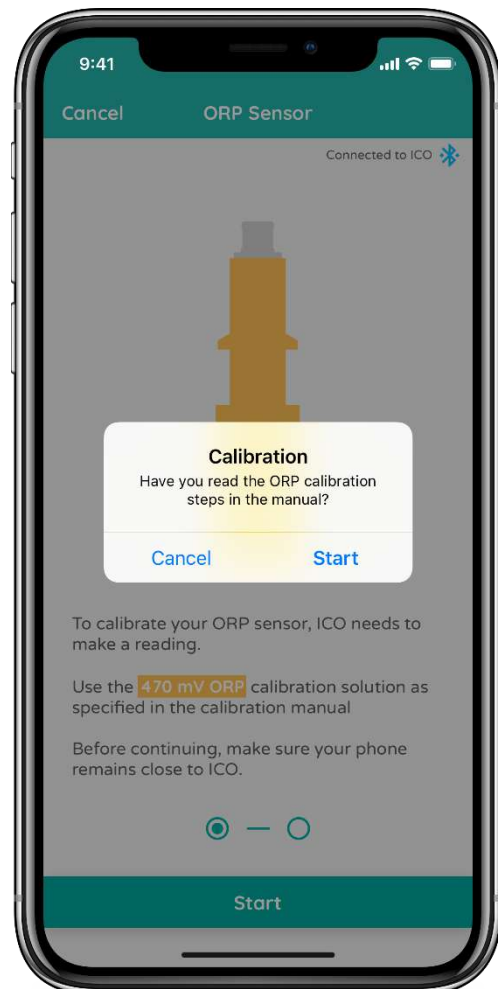 9:41
Cancel ORP Sensor
Connected to ICO
Calibration
Have you read the ORP calibration
steps in the manual?
Cancel Start
To calibrate your ORP sensor, ICO needs to
make a reading.
Use the 470 mV ORP calibration solution as
specified in the calibration manual
Before continuing, make sure your phone
remains close to ICO.
Start